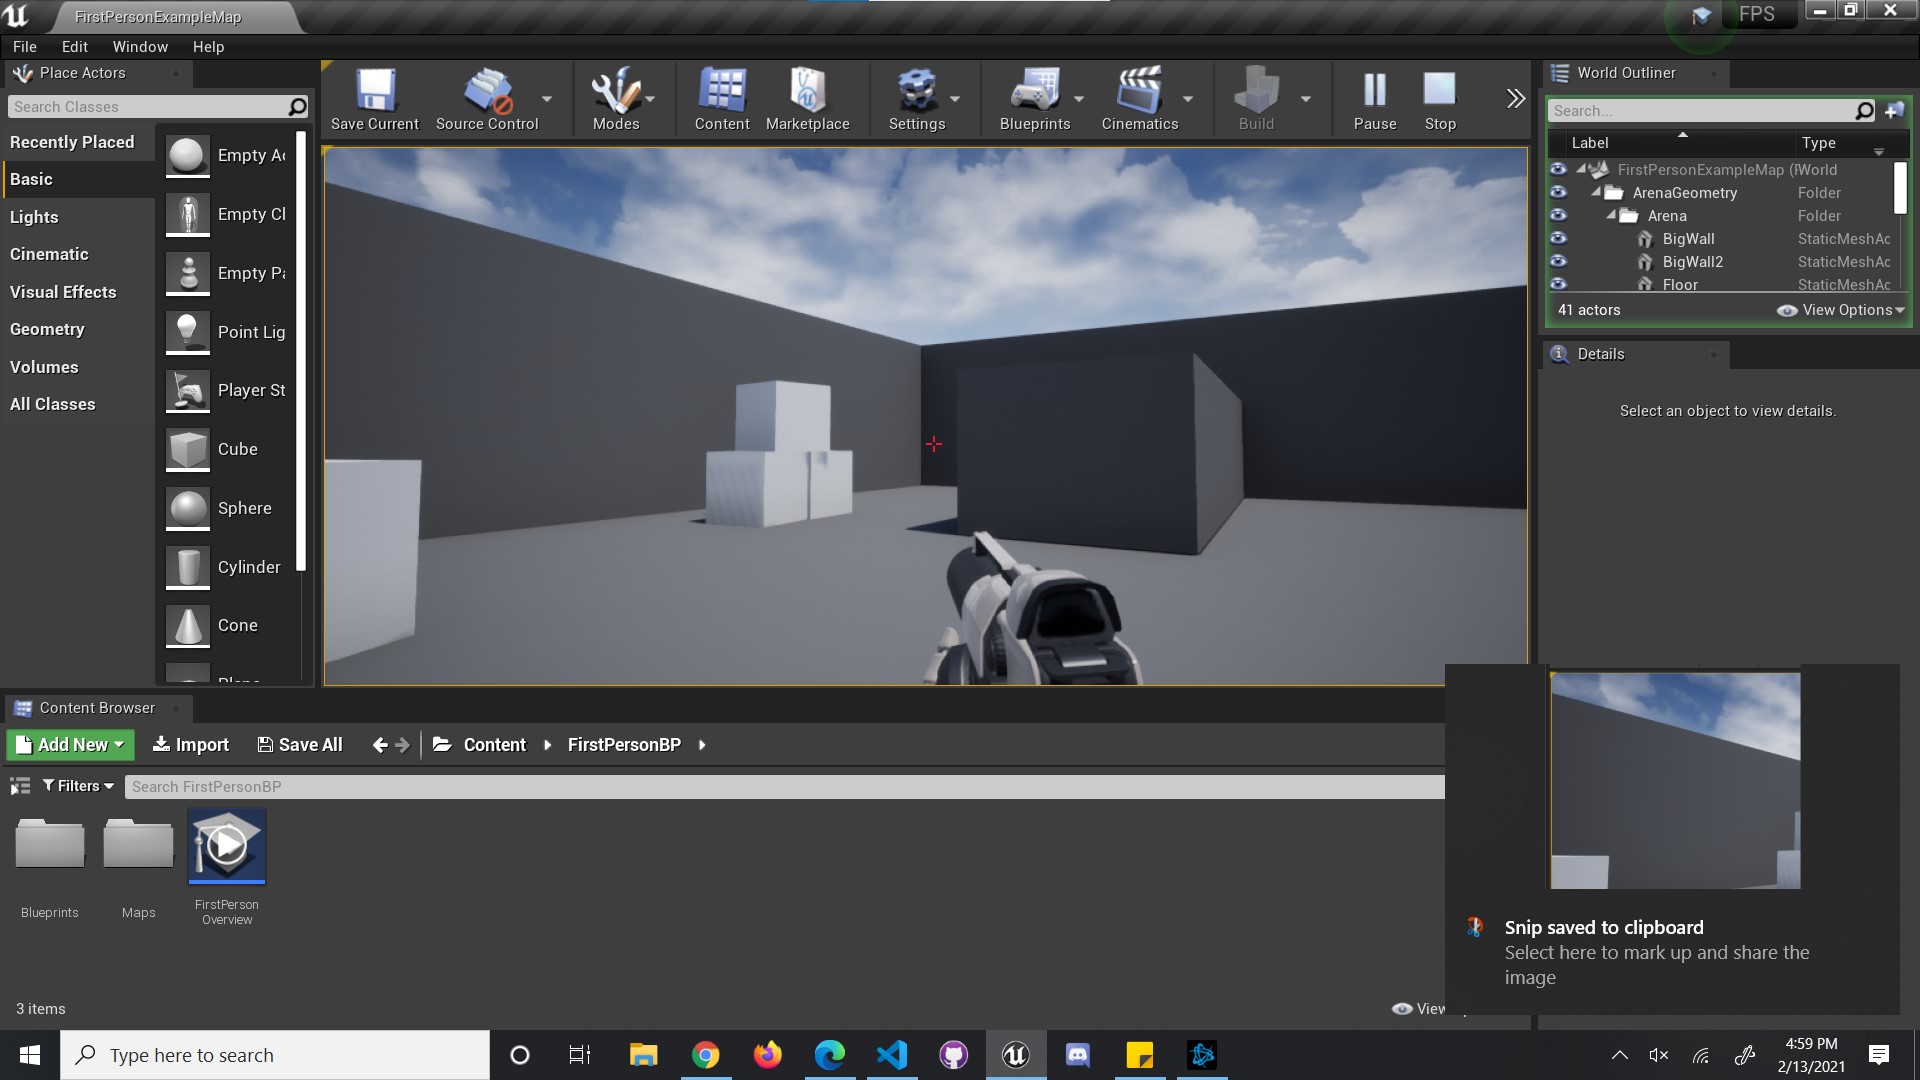 FirstPersonExampleMap
FPS
File Edit Window Help
Place Actors
Search Classes
Recently Placed
Basic
Lights
Cinematic
Visual Effects
Geometry
Volumes
All Classes
Empty Ac
Empty Cl
Empty Pa
Point Lig
Player St
Cube
Sphere
Cylinder
Cone
Save Current
Source Control
Modes
Content
Marketplace
Settings
Blueprints
Cinematics
Build
Pause
Stop
World Outliner
Search...
Label Type
FirstPersonExampleMap ( World
ArenaGeometry Folder
Arena Folder
BigWall StaticMeshAc
BigWall2 StaticMeshAc
Floor StaticMeshAc
41 actors
View Options
Details
Select an object to view details.
Content Browser
Add New Import Save All Content FirstPersonBP
Filters Search FirstPersonBP
Blueprints
Maps
FirstPerson
Overview
3 items
View
Snip saved to clipboard
Select here to mark up and share the
image
Type here to search
4:59 PM
2/13/2021